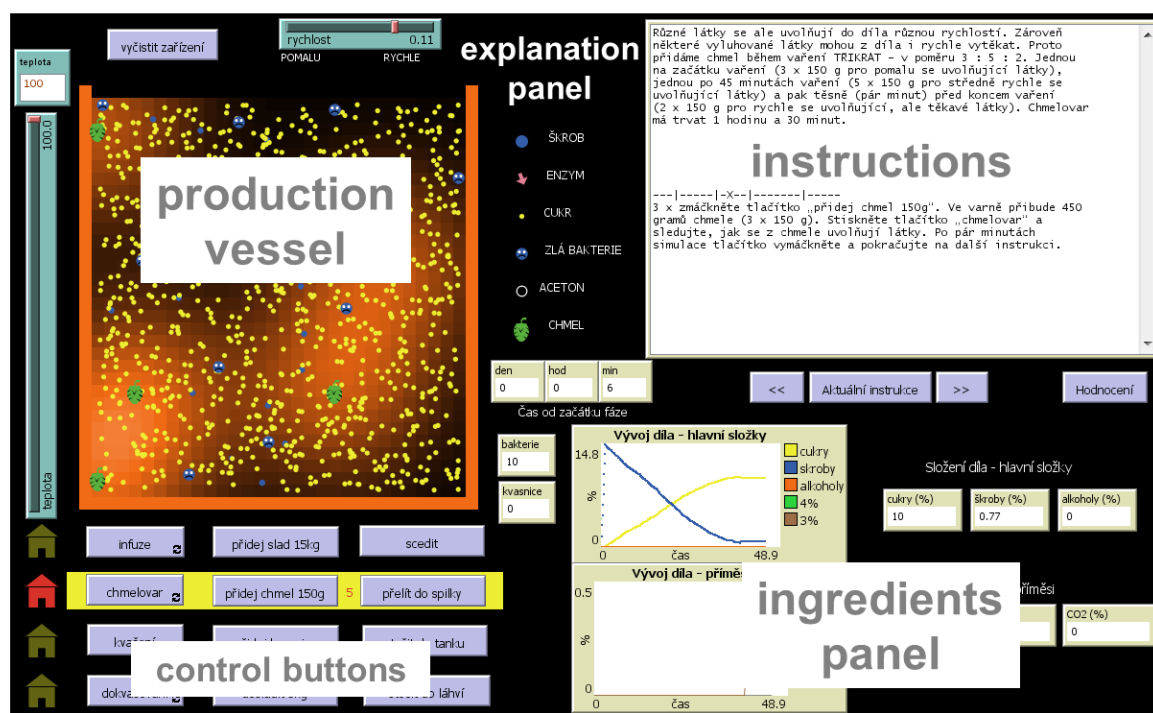 vyčistit zařízení
rychlost 0.11
POMALU RYCHLE
teplota
100
100.0
teplota
production
vessel
explanation
panel
ŠKROB
ENZYM
CUKR
ZLÁ BAKTERIE
ACETON
CHMEL
Různé látky se ale uvolňují do díla různou rychlostí. Zároveň
některé vyluhované látky mohou z díla i rychle vytěkat. Proto
přidáme chmel během vaření TŘIKRÁT - v poměru 3 : 5 : 2. Jednou
na začátku vaření (3 x 150 g pro pomalu se uvolňující látky),
jednou po 45 minutách vaření (5 x 150 g pro středně rychle se
uvolňující látky) a pak těsně (pár minut) před koncem vaření
(2 x 150 g pro rychle se uvolňující, ale těkavé látky). Chmelovar
má trvat 1 hodinu a 30 minut.
instructions
---|-----|-X--|-------|-----
3 x zmáčkněte tlačítko „přidej chmel 150g". Ve varně přibude 450
gramů chmele (3 x 150 g). Stiskněte tlačítko „chmelovar" a
sledujte, jak se z chmele uvolňují látky. Po pár minutách
simulace tlačítko vymáčkněte a pokračujte na další instrukci.
den hod min
0 0 6
Čas od začátku fáze
<< Aktuální instrukce >> Hodnocení
bakterie
10
kvasnice
0
Vývoj díla - hlavní složky
14.8
%
0
0 čas 48.9
cukry
skroby
alkoholy
4%
3%
Složení díla - hlavní složky
cukry (%) škroby (%) alkoholy (%)
10 0.77 0
Vývoj díla - příměs
0.5
%
0
0 čas 48.9
příměsi
CO2 (%)
0
ingredients
panel
infuze přidej slad 15kg scedit
chmelovar přidej chmel 150g 5 přelít do spilky
tanku
láhví
control buttons